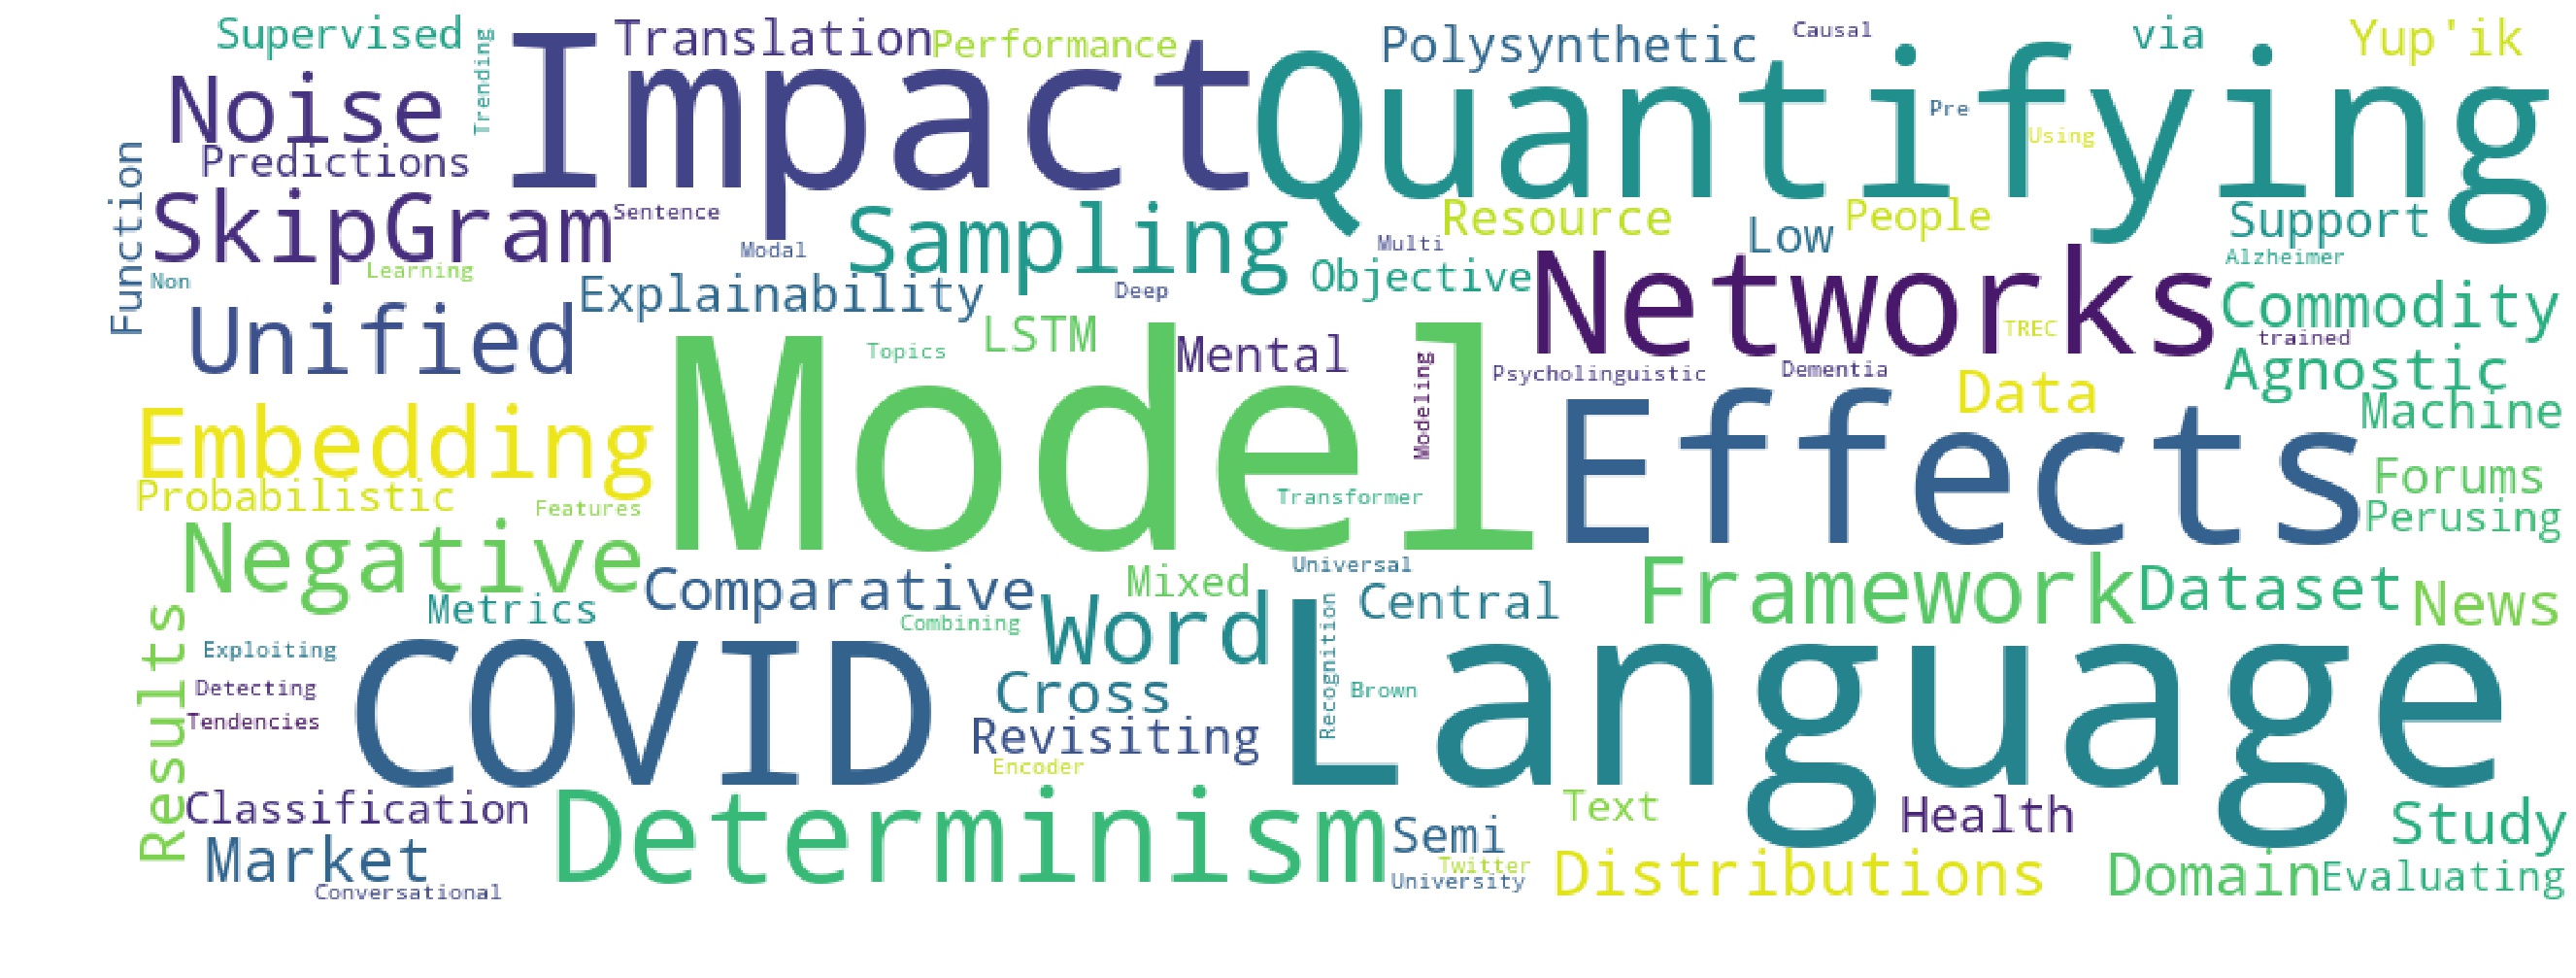 Supervised
Trending
Impact
Translation
Performance
Quantifying
Polysynthetic
Causal
via
Yup'ik
Noise
Predictions
Pre
Using
Function
SkipGram
Sentence
Modal
Sampling
Multi
Resource
Low
People
Support
Alzheimer
Non
Learning
Explainability
Deep
Objective
Networks
Commodity
Unified
Topics
LSTM
Mental
Modeling
Psycholinguistic
Dementia
TREC
trained
Agnostic
Embedding
Model
Effects
Data
Machine
Probabilistic
Features
Transformer
Forums
Perusing
Negative
Metrics
Comparative
Combining
Mixed
Word
Universal
Central
Framework
Dataset
News
Results
Exploiting
Detecting
Tendencies
COVID
Cross
Revisiting
Encoder
Recognition
Brown
Language
Classification
Market
Conversational
Determinism
Semi
Twitter
University
Text
Distributions
Health
Domain
Study
Evaluating